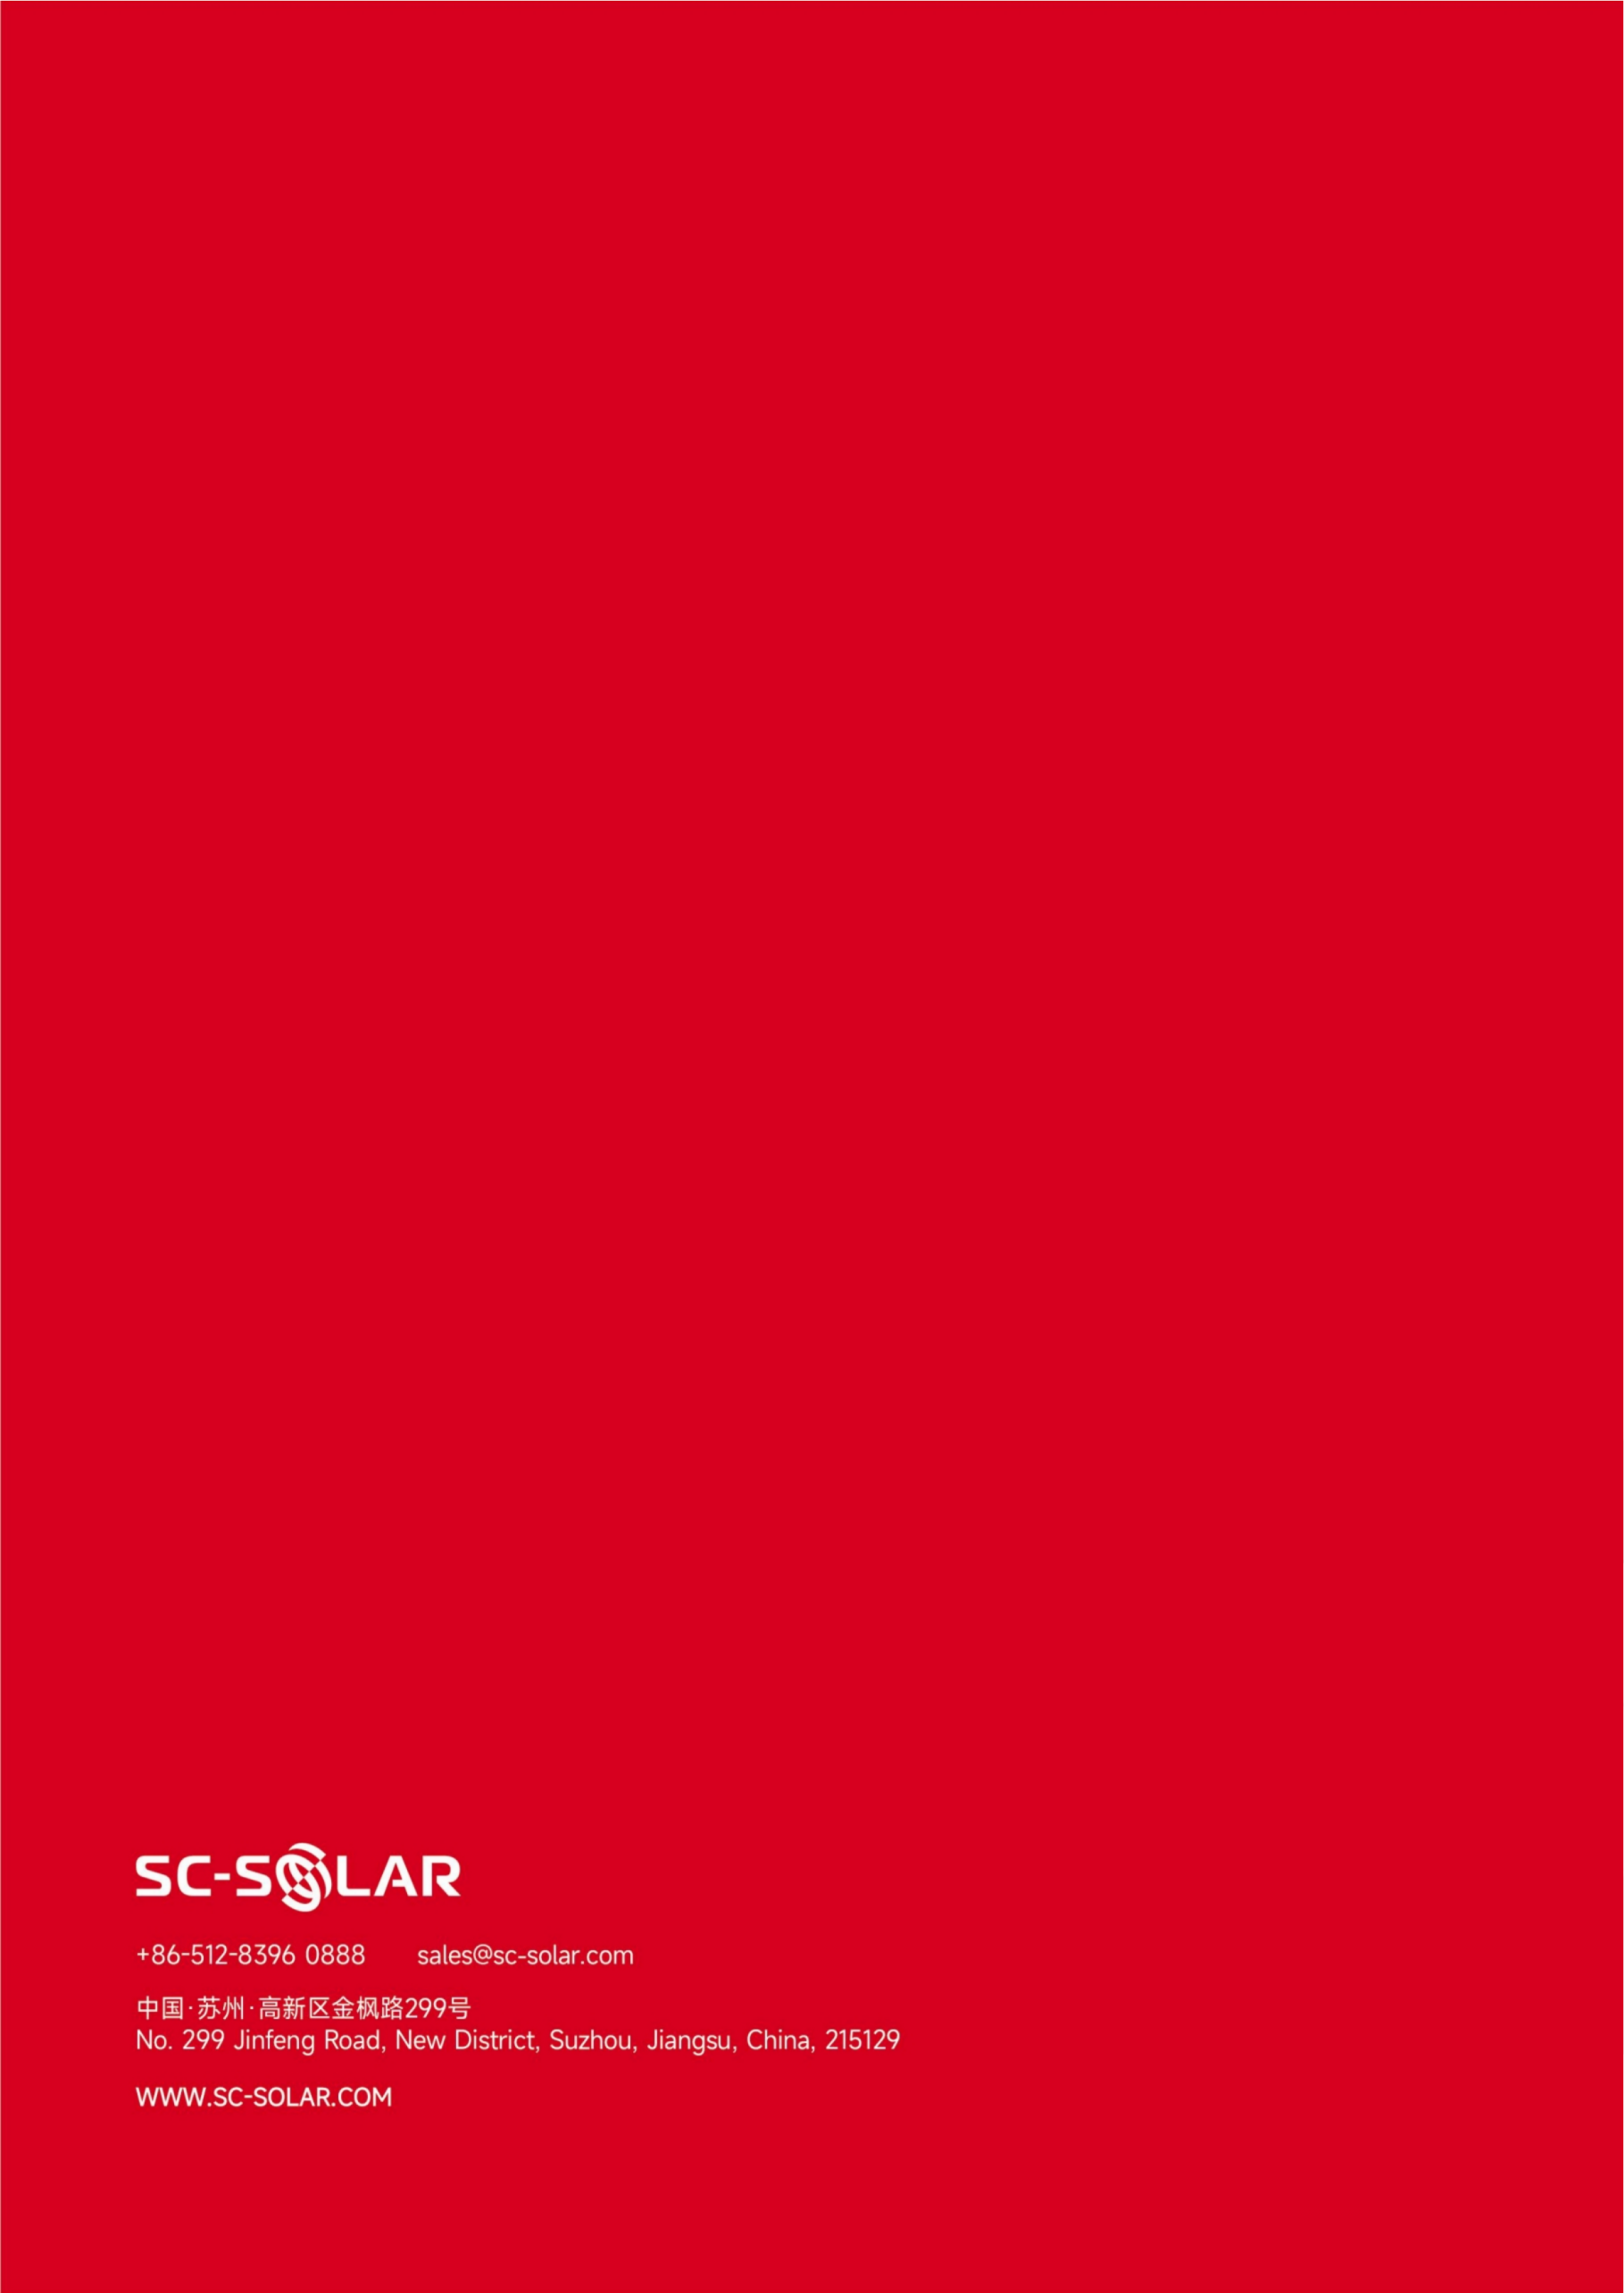 SC-SOLAR
+86-512-8396 0888 sales@sc-solar.com
中国·苏州·高新区金枫路299号
No. 299 Jinfeng Road, New District, Suzhou, Jiangsu, China, 215129
WWW.SC-SOLAR.COM